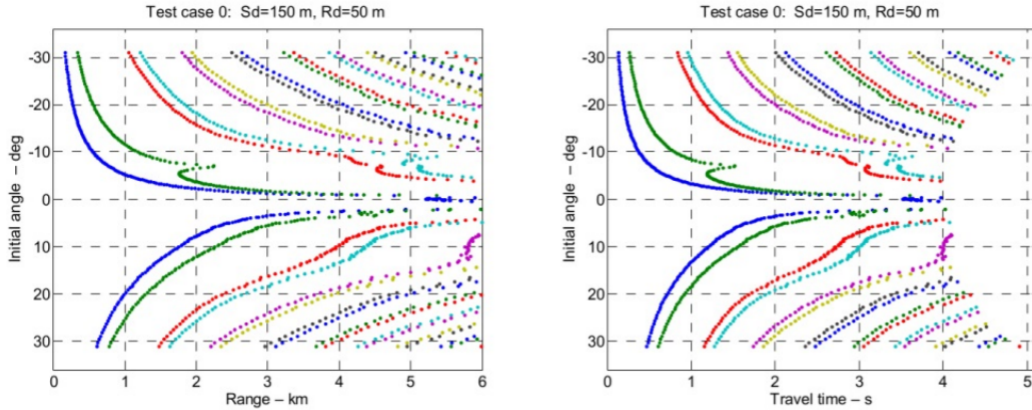 Test case 0: Sd=150 m, Rd=50 m
-30
-20
-10
0
10
20
30
Initial angle – deg
0 1 2 3 4 5 6
Range – km
Test case 0: Sd=150 m, Rd=50 m
-30
-20
-10
0
10
20
30
Initial angle – deg
0 1 2 3 4 5
Travel time – s